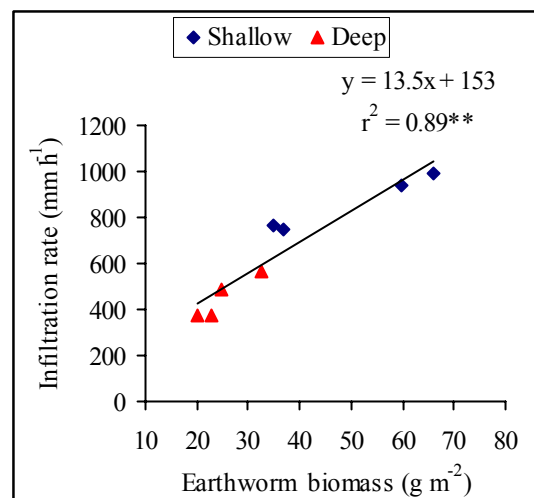 Shallow Deep
y = 13.5x + 153
r² = 0.89**
1200
1000
800
600
400
200
0
Infiltration rate (mm h⁻¹)
10 20 30 40 50 60 70 80
Earthworm biomass (g m⁻²)